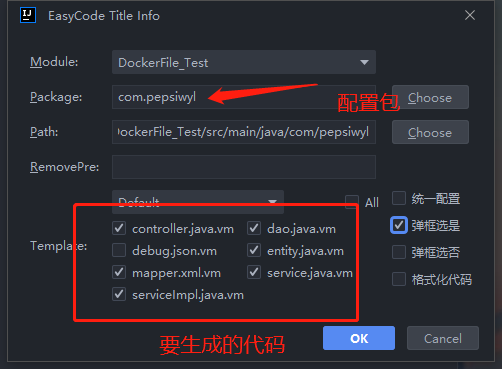 EasyCode Title Info
Module: DockerFile_Test
Package: com.pepsiwyl Choose
配置包
Path: DockerFile_Test/src/main/java/com/pepsiwyl Choose
RemovePre:
Default All 统一配置
controller.java.vm dao.java.vm 弹框选是
Template: debug.json.vm entity.java.vm 弹框选否
mapper.xml.vm service.java.vm 格式化代码
serviceImpl.java.vm
要生成的代码 OK Cancel